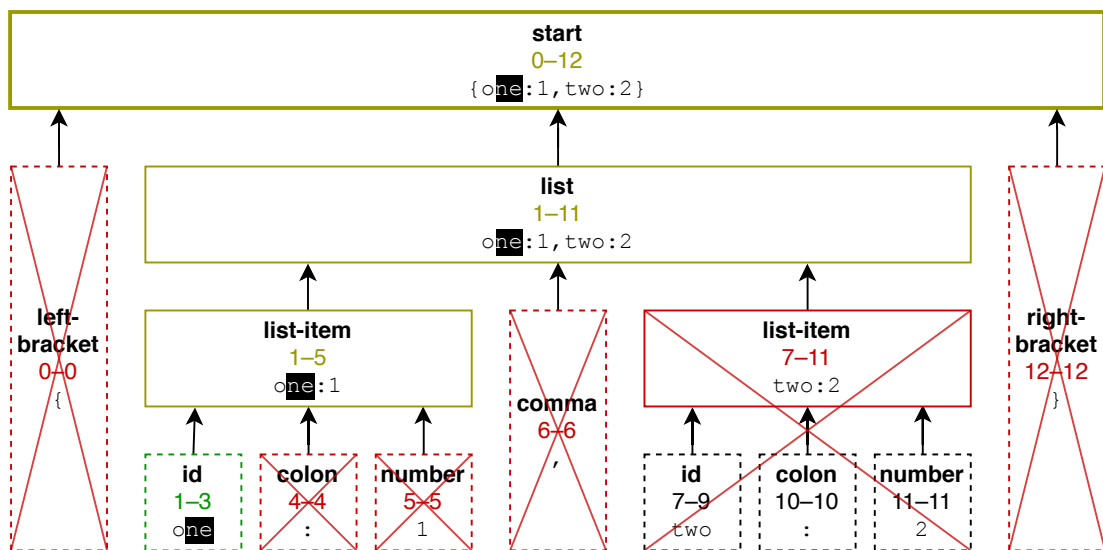 start
0–12
{one:1,two:2}
list
1–11
one:1,two:2
left-
bracket
0–0
{
list-item
1–5
one:1
comma
6–6
,
list-item
7–11
two:2
right-
bracket
12–12
}
id
1–3
one
colon
4–4
:
number
5–5
1
id
7–9
two
colon
10–10
:
number
11–11
2